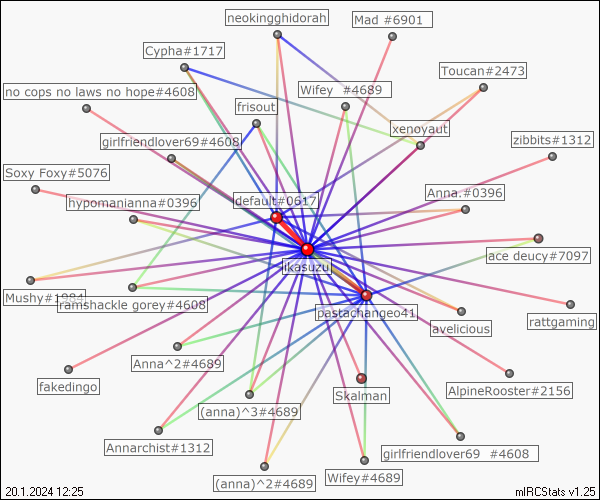 neokingghidorah
Mad #6901
Cypha#1717
Toucan#2473
no cops no laws no hope#4608
Wifey #4689
frisout
xenoyaut
girlfriendlover69#4608
zibbits#1312
Soxy Foxy#5076
Anna.#0396
hypomanianna#0396
default#0617
ace deucy#7097
likasuzu
Mushy#1984
ramshackle gorey#4608
pastachangeo41
rattgaming
avelicious
Anna^2#4689
fakedingo
Skalman
AlpineRooster#2156
(anna)^3#4689
Annarchist#1312
girlfriendlover69 #4608
(anna)^2#4689
Wifey#4689
20.1.2024 12:25
mIRCStats v1.25